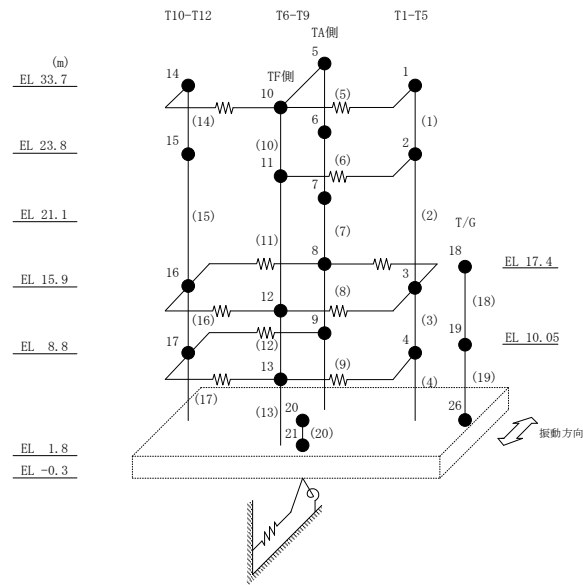 T10-T12
T6-T9
T1-T5
TA側
(m)
5
EL 33.7
14
TF側
10
1
(5)
(14)
(1)
6
(10)
EL 23.8
15
2
11
(6)
7
EL 21.1
(15)
(2)
T/G
(7)
(11)
8
18
EL 17.4
EL 15.9
16
3
(8)
12
(18)
(16)
9
(3)
19
(12)
EL 10.05
EL 8.8
17
4
13
(9)
(4)
(19)
(17)
(13)
20
26
21
(20)
振動方向
EL 1.8
EL -0.3